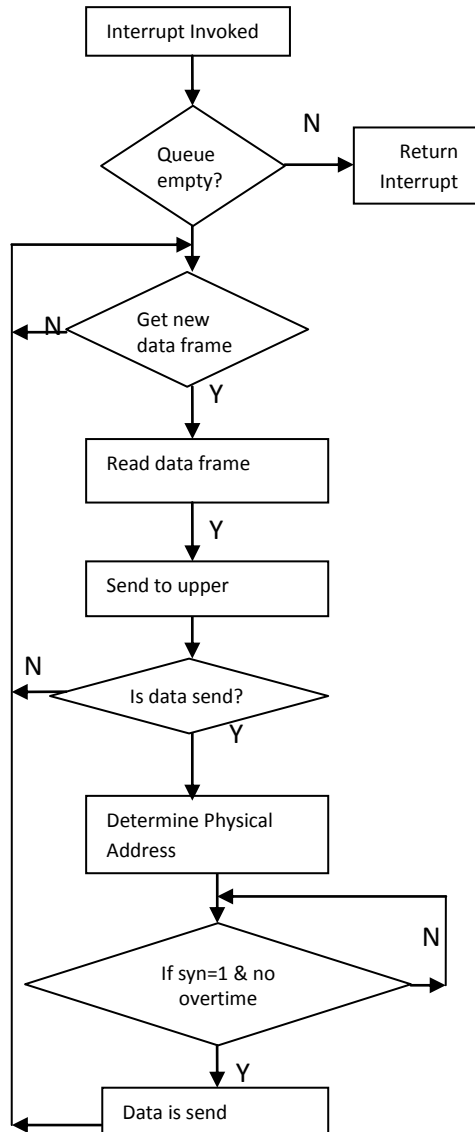 Interrupt Invoked
N
Queue
empty?
Return
Interrupt
N
Get new
data frame
Y
Read data frame
Y
Send to upper
N
Is data send?
Y
Determine Physical
Address
N
If syn=1 & no
overtime
Y
Data is send